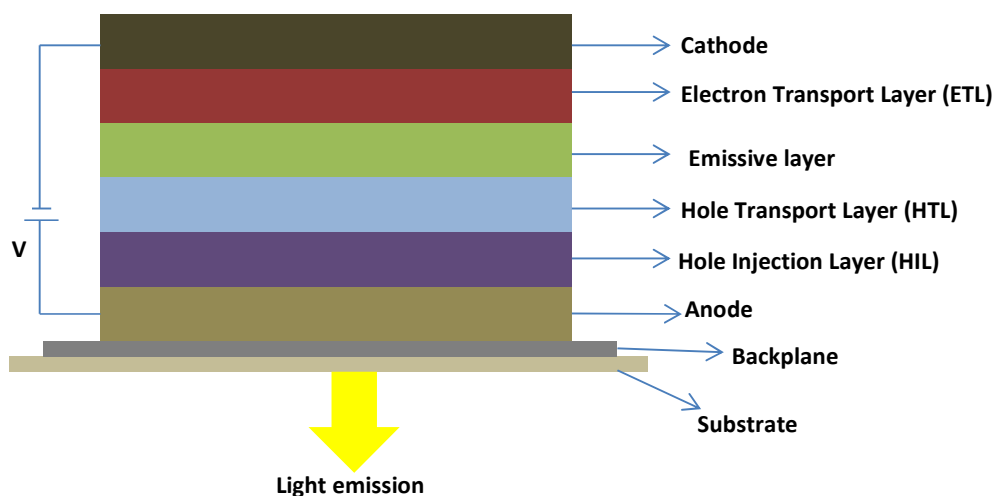 Cathode
Electron Transport Layer (ETL)
Emissive layer
Hole Transport Layer (HTL)
V
Hole Injection Layer (HIL)
Anode
Backplane
Substrate
Light emission